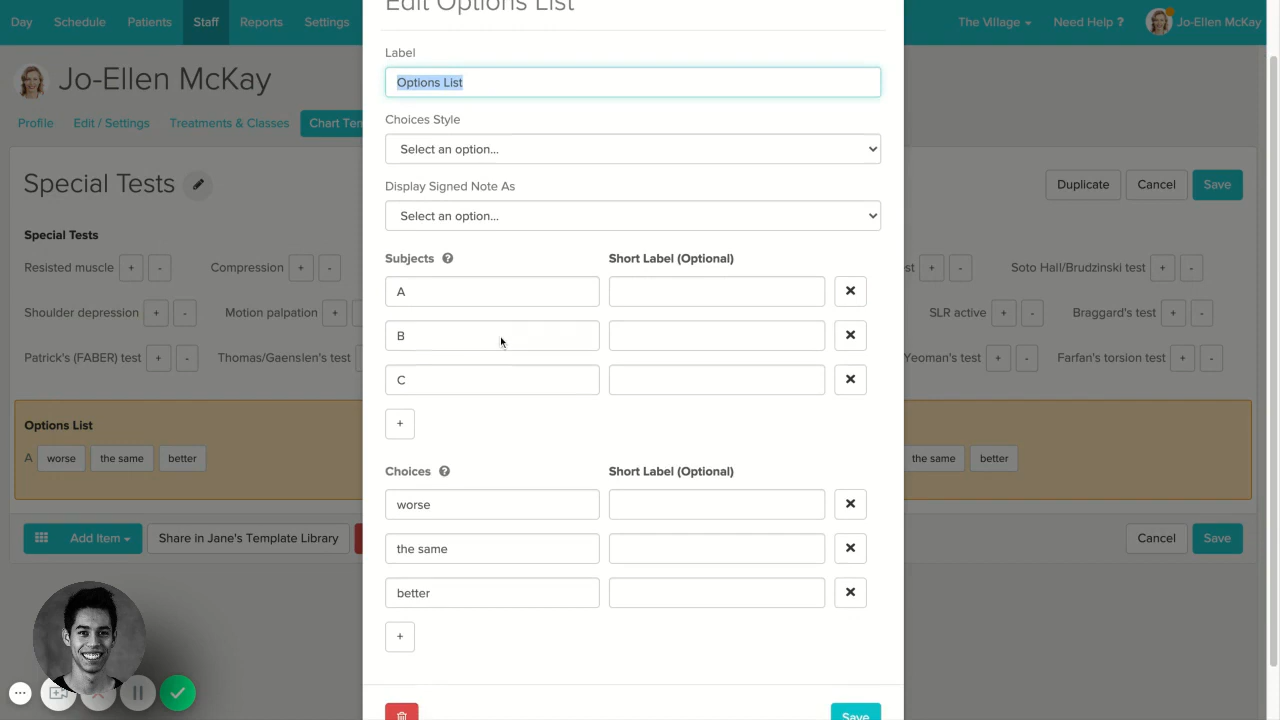 Day Schedule Patients Staff Reports Settings
The Village Need Help ? Jo-Ellen McKay
Edit Options List
Jo-Ellen McKay
Profile Edit / Settings Treatments & Classes Chart Tem
Label
Options List
Choices Style
Select an option...
Display Signed Note As
Select an option...
Special Tests
Duplicate Cancel Save
Special Tests
Resisted muscle + - Compression + -
est + - Soto Hall/Brudzinski test + -
Shoulder depression + - Motion palpation +
SLR active + - Braggard's test + -
Patrick's (FABER) test + - Thomas/Gaenslen's test
Yeoman's test + - Farfan's torsion test + -
Subjects ? Short Label (Optional)
A
B
C
+
Options List
A worse the same better
the same better
Choices ? Short Label (Optional)
worse
the same
better
+
Add Item Share in Jane's Template Library
Cancel Save
Save